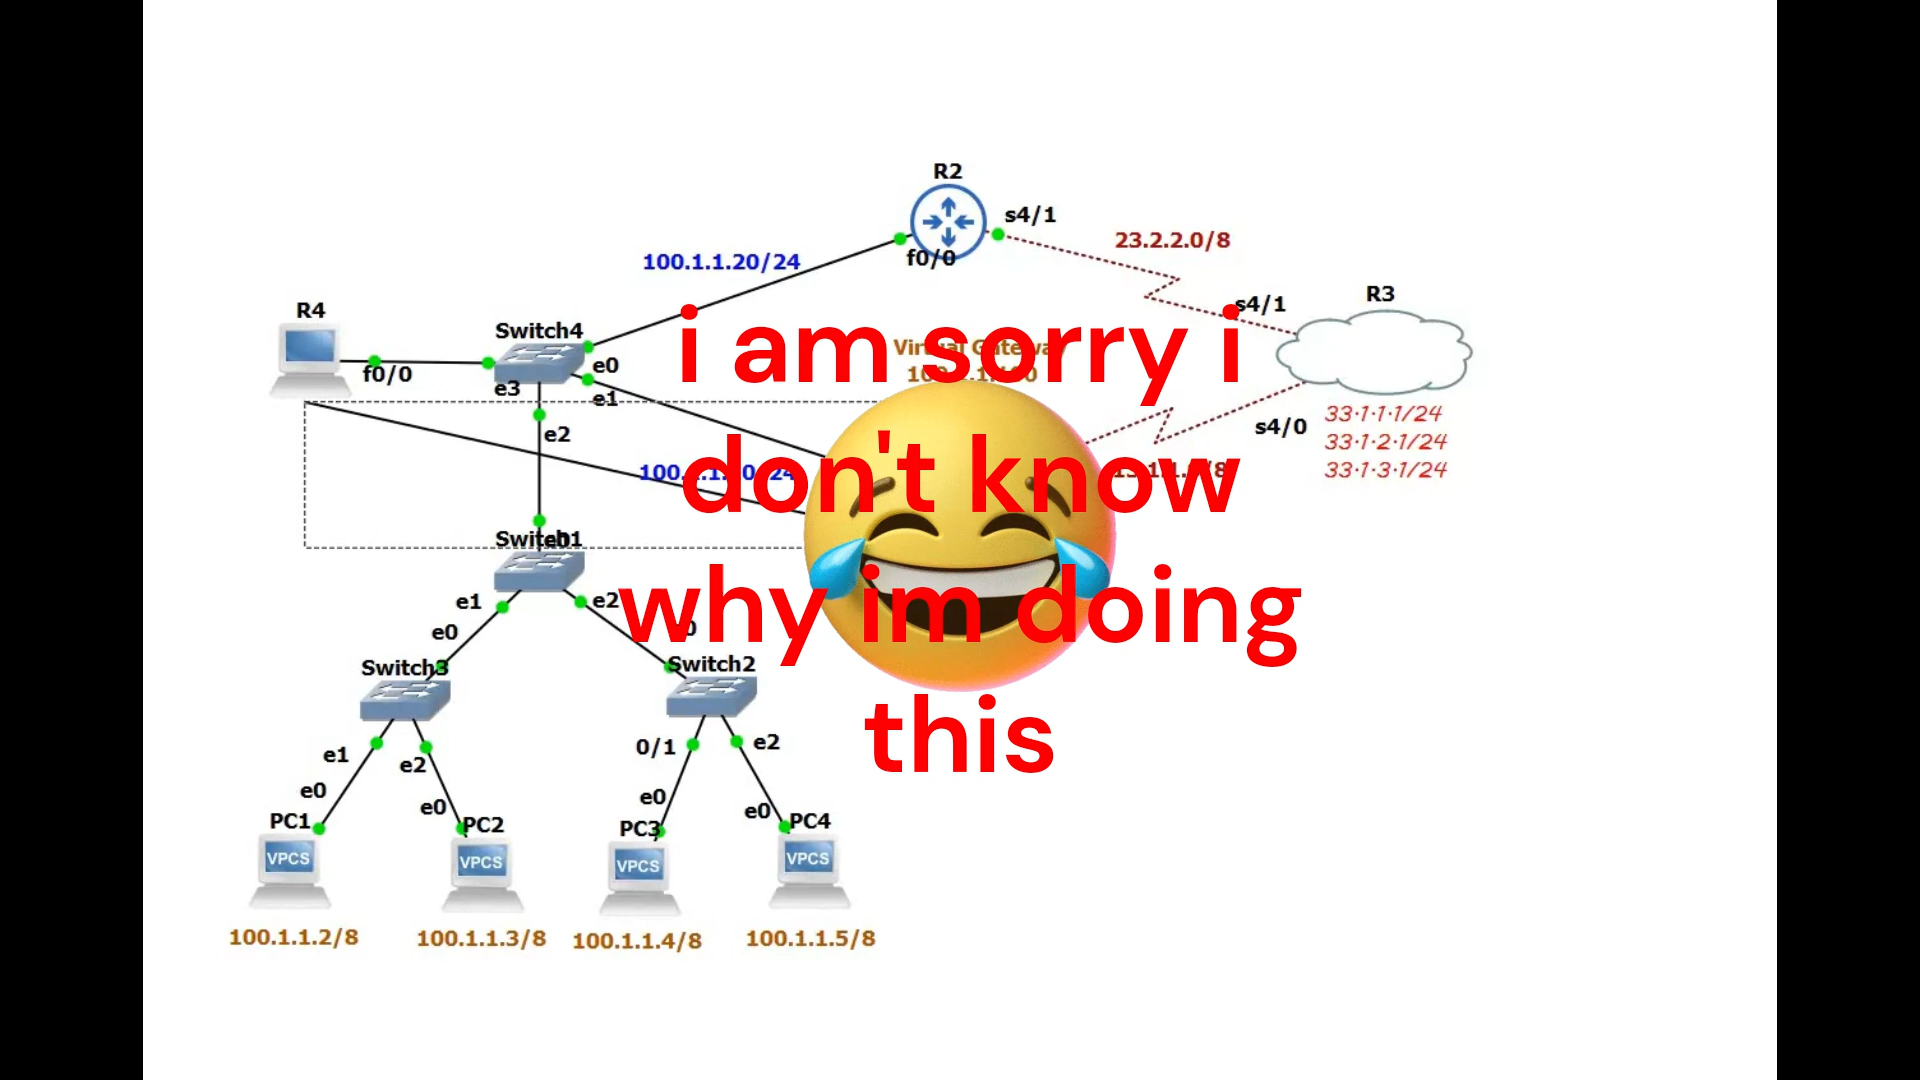 R2
s4/1
23.2.2.0/8
100.1.1.20/24
f0/0
R4
R3
s4/1
Switch4
i am sorry i
f0/0
e3
e0
e1
e2
s4/0
33.1.1.1/24
33.1.2.1/24
33.1.3.1/24
don't know
Switch1
e1
e2
why im doing
e0
Switch3
Switch2
this
e1
e2
0/1
e2
e0
e0
e0
e0
PC1
PC2
PC3
PC4
VPCS
VPCS
VPCS
VPCS
100.1.1.2/8
100.1.1.3/8
100.1.1.4/8
100.1.1.5/8